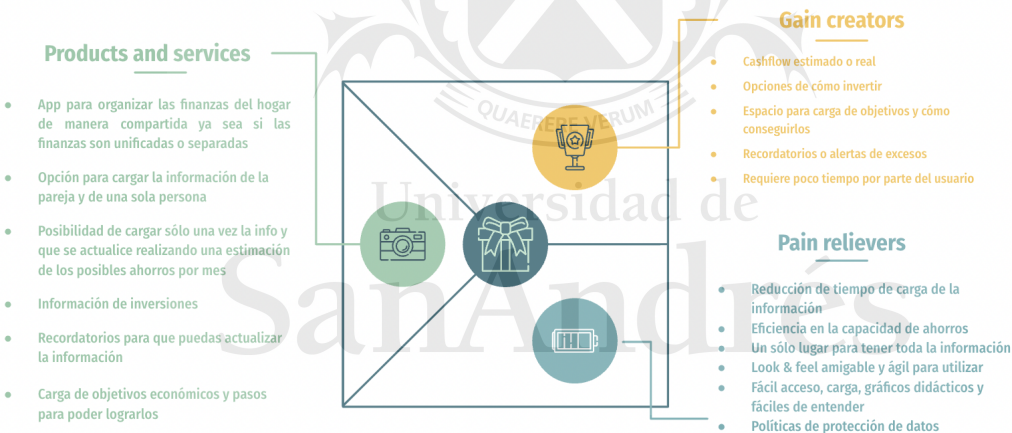 Products and services
● App para organizar las finanzas del hogar
de manera compartida ya sea si las
finanzas son unificadas o separadas
● Opción para cargar la información de la
pareja y de una sola persona
● Posibilidad de cargar sólo una vez la info y
que se actualice realizando una estimación
de los posibles ahorros por mes
● Información de inversiones
● Recordatorios para que puedas actualizar
la información
● Carga de objetivos económicos y pasos
para poder lograrlos
QUAERERE VERUM
Universidad de
SanAndrés
Gain creators
● Cashflow estimado o real
● Opciones de cómo invertir
● Espacio para carga de objetivos y cómo
conseguirlos
● Recordatorios o alertas de excesos
● Requiere poco tiempo por parte del usuario
Pain relievers
● Reducción de tiempo de carga de la
información
● Eficiencia en la capacidad de ahorros
● Un sólo lugar para tener toda la información
● Look & feel amigable y ágil para utilizar
● Fácil acceso, carga, gráficos didácticos y
fáciles de entender
● Políticas de protección de datos